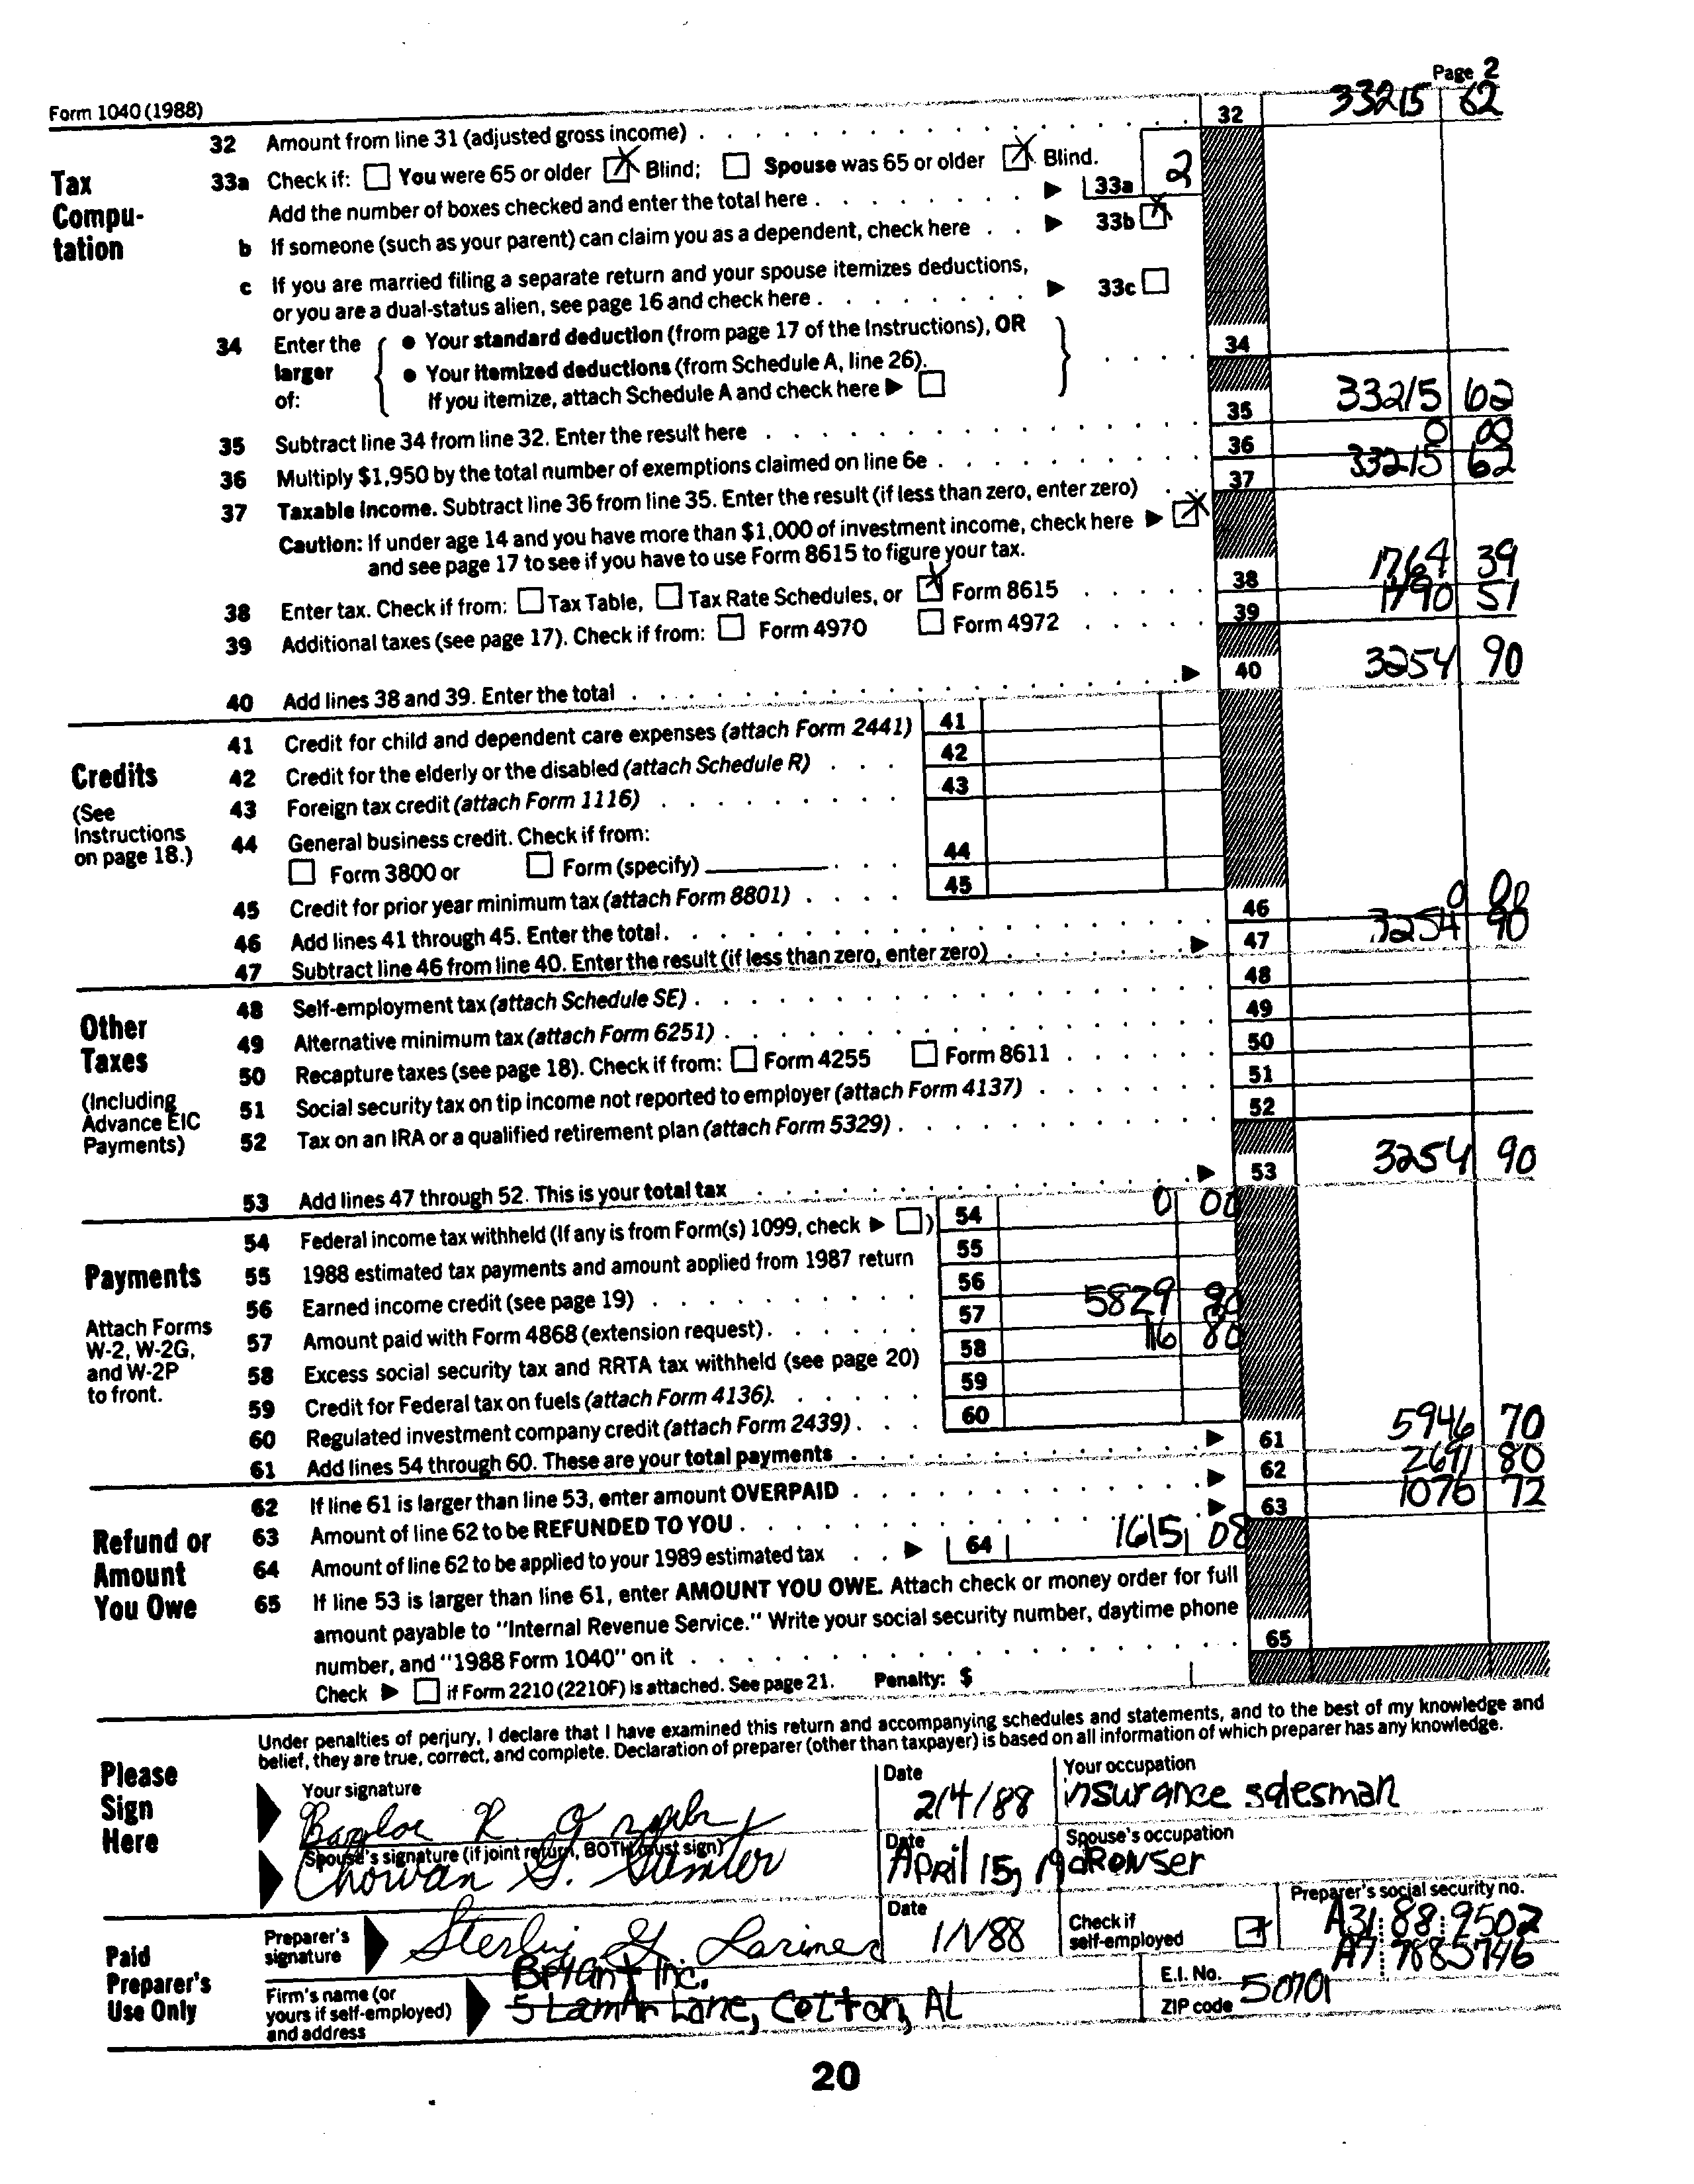 Form 1040 (1988)
Page 2
32 Amount from line 31 (adjusted gross income) 32 33215 62
Tax Computation
33a Check if: You were 65 or older X Blind; Spouse was 65 or older X Blind.
Add the number of boxes checked and enter the total here 33a 2
b If someone (such as your parent) can claim you as a dependent, check here 33b X
c If you are married filing a separate return and your spouse itemizes deductions,
or you are a dual-status alien, see page 16 and check here 33c
34 Enter the larger of:
• Your standard deduction (from page 17 of the Instructions), OR
• Your itemized deductions (from Schedule A, line 26).
If you itemize, attach Schedule A and check here
34
35 Subtract line 34 from line 32. Enter the result here 35 33215 62
36 Multiply $1,950 by the total number of exemptions claimed on line 6e 36 0 00
37 Taxable income. Subtract line 36 from line 35. Enter the result (if less than zero, enter zero) 37 33215 62
Caution: If under age 14 and you have more than $1,000 of investment income, check here X
and see page 17 to see if you have to use Form 8615 to figure your tax.
38 Enter tax. Check if from: Tax Table, Tax Rate Schedules, or X Form 8615 38 1764 39
39 Additional taxes (see page 17). Check if from: Form 4970 Form 4972 39 1490 51
40 Add lines 38 and 39. Enter the total 40 3254 90
Credits
(See Instructions on page 18.)
41 Credit for child and dependent care expenses (attach Form 2441) 41
42 Credit for the elderly or the disabled (attach Schedule R) 42
43 Foreign tax credit (attach Form 1116) 43
44 General business credit. Check if from:
Form 3800 or Form (specify) 44
45 Credit for prior year minimum tax (attach Form 8801) 45
46 Add lines 41 through 45. Enter the total. 46 0 00
47 Subtract line 46 from line 40. Enter the result (if less than zero, enter zero) 47 3254 90
Other Taxes
(Including Advance EIC Payments)
48 Self-employment tax (attach Schedule SE) 48
49 Alternative minimum tax (attach Form 6251) 49
50 Recapture taxes (see page 18). Check if from: Form 4255 Form 8611 50
51 Social security tax on tip income not reported to employer (attach Form 4137) 51
52 Tax on an IRA or a qualified retirement plan (attach Form 5329) 52
53 Add lines 47 through 52. This is your total tax 53 3254 90
Payments
Attach Forms W-2, W-2G, and W-2P to front.
54 Federal income tax withheld (If any is from Form(s) 1099, check ) 54 0 00
55 1988 estimated tax payments and amount applied from 1987 return 55
56 Earned income credit (see page 19) 56
57 Amount paid with Form 4868 (extension request). 57 5829 90
58 Excess social security tax and RRTA tax withheld (see page 20) 58 116 80
59 Credit for Federal tax on fuels (attach Form 4136). 59
60 Regulated investment company credit (attach Form 2439) 60
61 Add lines 54 through 60. These are your total payments 61 5946 70
Refund or Amount You Owe
62 If line 61 is larger than line 53, enter amount OVERPAID 62 2691 80
63 Amount of line 62 to be REFUNDED TO YOU 63 1076 72
64 Amount of line 62 to be applied to your 1989 estimated tax 64 1615 08
65 If line 53 is larger than line 61, enter AMOUNT YOU OWE. Attach check or money order for full
amount payable to "Internal Revenue Service." Write your social security number, daytime phone
number, and "1988 Form 1040" on it 65
Check if Form 2210 (2210F) is attached. See page 21. Penalty: $
Please Sign Here
Under penalties of perjury, I declare that I have examined this return and accompanying schedules and statements, and to the best of my knowledge and
belief, they are true, correct, and complete. Declaration of preparer (other than taxpayer) is based on all information of which preparer has any knowledge.
Your signature
Baylor R
Date
2/4/88
Your occupation
insurance salesman
Spouse's signature (if joint return, BOTH must sign)
Chowan G. Sumter
Date
April 15, 19
Spouse's occupation
Paid Preparer's Use Only
Preparer's signature
Sterling Y Larimer
Date
Check if self-employed
Preparer's social security no.
A31 88 9502
Firm's name (or yours if self-employed) and address
Briant Inc.
5 Lamar Lane, Cotton, AL
E.I. No.
A7 7885746
ZIP code
50701
20